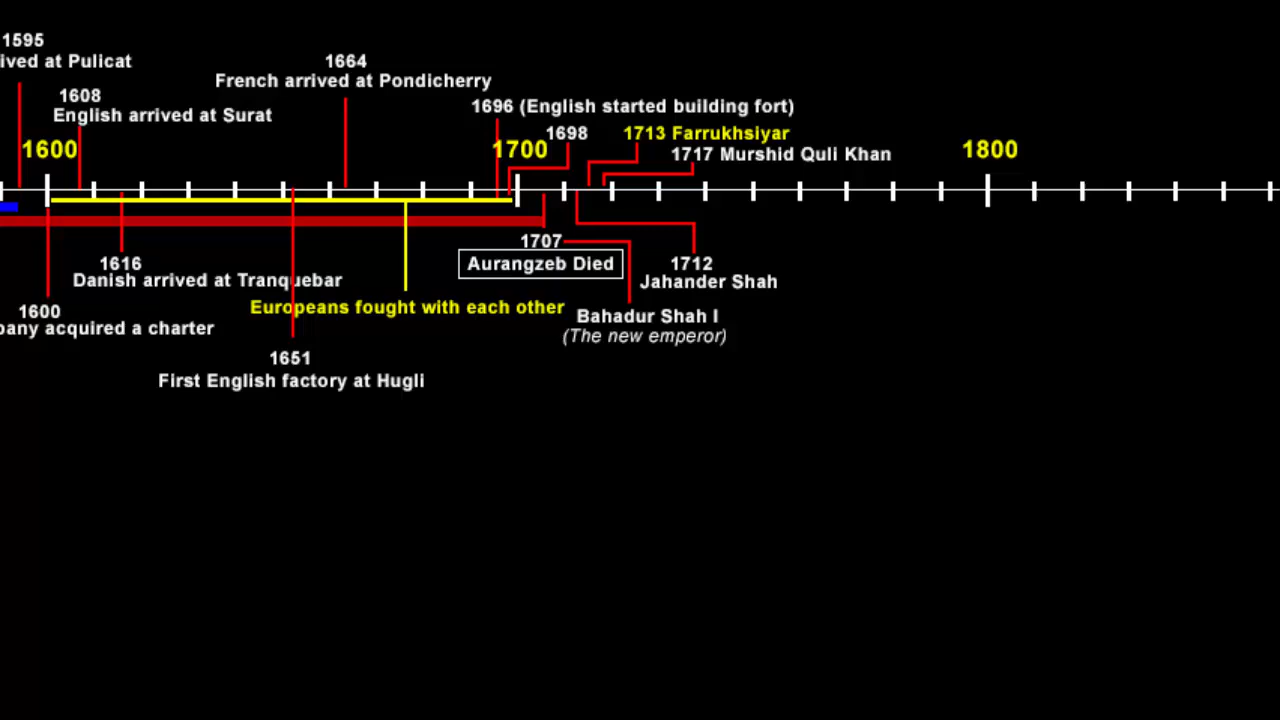 1595
ived at Pulicat
1608
English arrived at Surat
1664
French arrived at Pondicherry
1696 (English started building fort)
1698
1713 Farrukhsiyar
1717 Murshid Quli Khan
1600
1700
1800
1707
Aurangzeb Died
1712
Jahander Shah
1616
Danish arrived at Tranquebar
1600
pany acquired a charter
Europeans fought with each other
Bahadur Shah I
(The new emperor)
1651
First English factory at Hugli